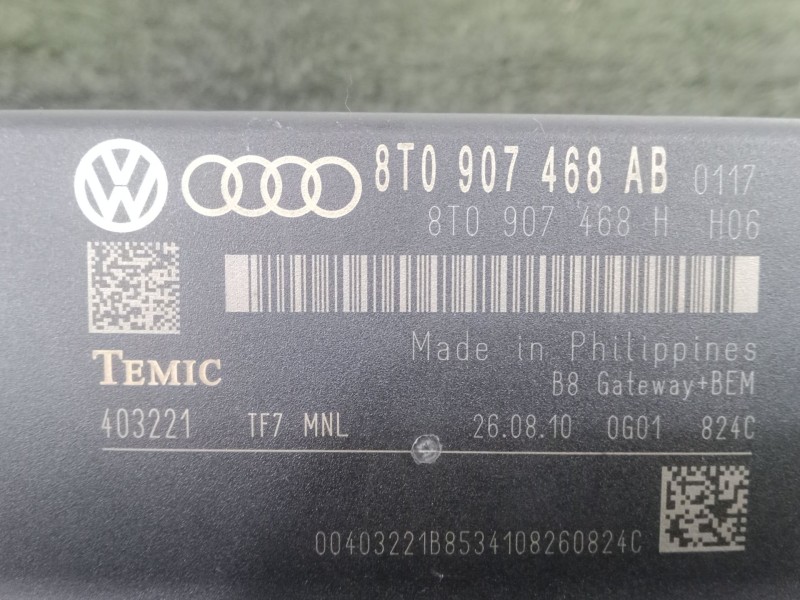 8T0 907 468 AB 0117
8T0 907 468 H H06
Made in Philippines
TEMIC
B8 Gateway+BEM
403221 TF7 MNL 26.08.10 0G01 824C
00403221B8534108260824C